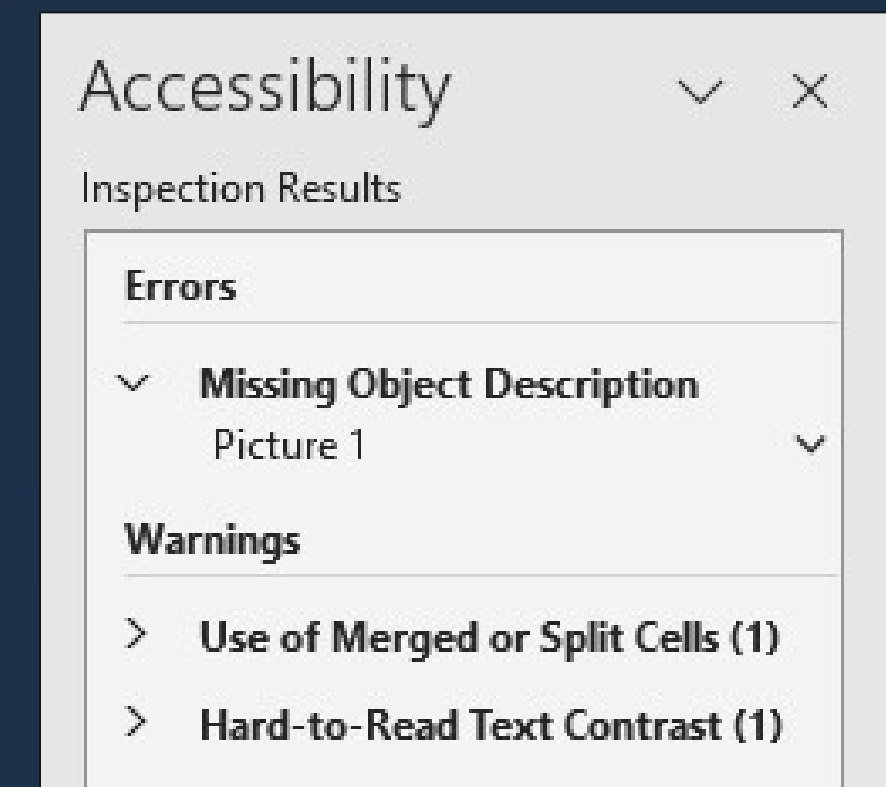 Accessibility
Inspection Results
Errors
Missing Object Description
Picture 1
Warnings
Use of Merged or Split Cells (1)
Hard-to-Read Text Contrast (1)